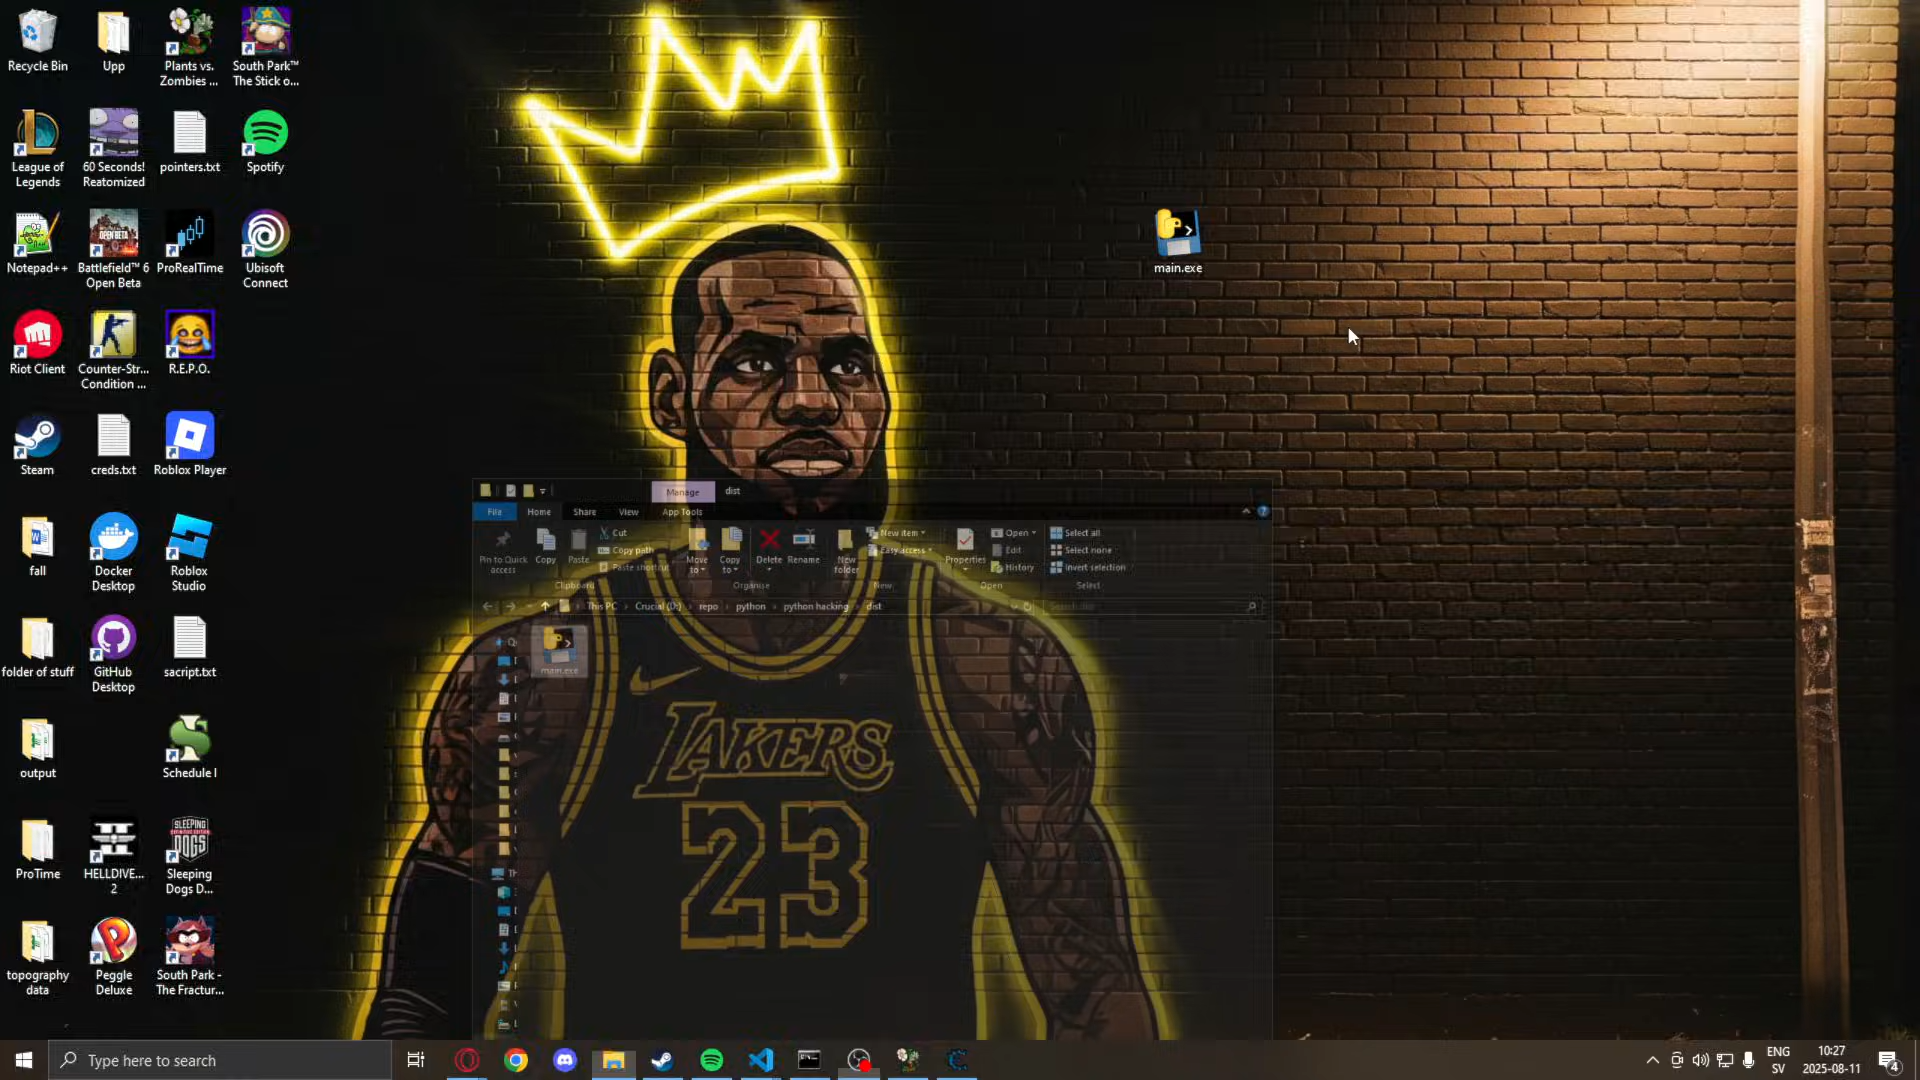 Recycle Bin
Upp
Plants vs.
Zombies ...
South Park™
The Stick o...
League of
Legends
60 Seconds!
Reatomized
pointers.txt
Spotify
Notepad++
Battlefield™ 6
Open Beta
ProRealTime
Ubisoft
Connect
main.exe
Riot Client
Counter-Str...
Condition ...
R.E.P.O.
Steam
creds.txt
Roblox Player
fall
Docker
Desktop
Roblox
Studio
folder of stuff
GitHub
Desktop
sacript.txt
output
Schedule I
ProTime
HELLDIVE...
2
Sleeping
Dogs D...
topography
data
Peggle
Deluxe
South Park -
The Fractur...
Manage
dist
File
Home
Share
View
App Tools
Pin to Quick
access
Copy
Paste
Cut
Copy path
Paste shortcut
Clipboard
Move
to
Copy
to
Delete
Rename
Organise
New
folder
New item
Easy access
New
Properties
Open
Edit
History
Open
Select all
Select none
Invert selection
Select
This PC
Crucial (D:)
repo
python
python hacking
dist
main.exe
LAKERS
23
Type here to search
ENG
SV
10:27
2025-08-11
4